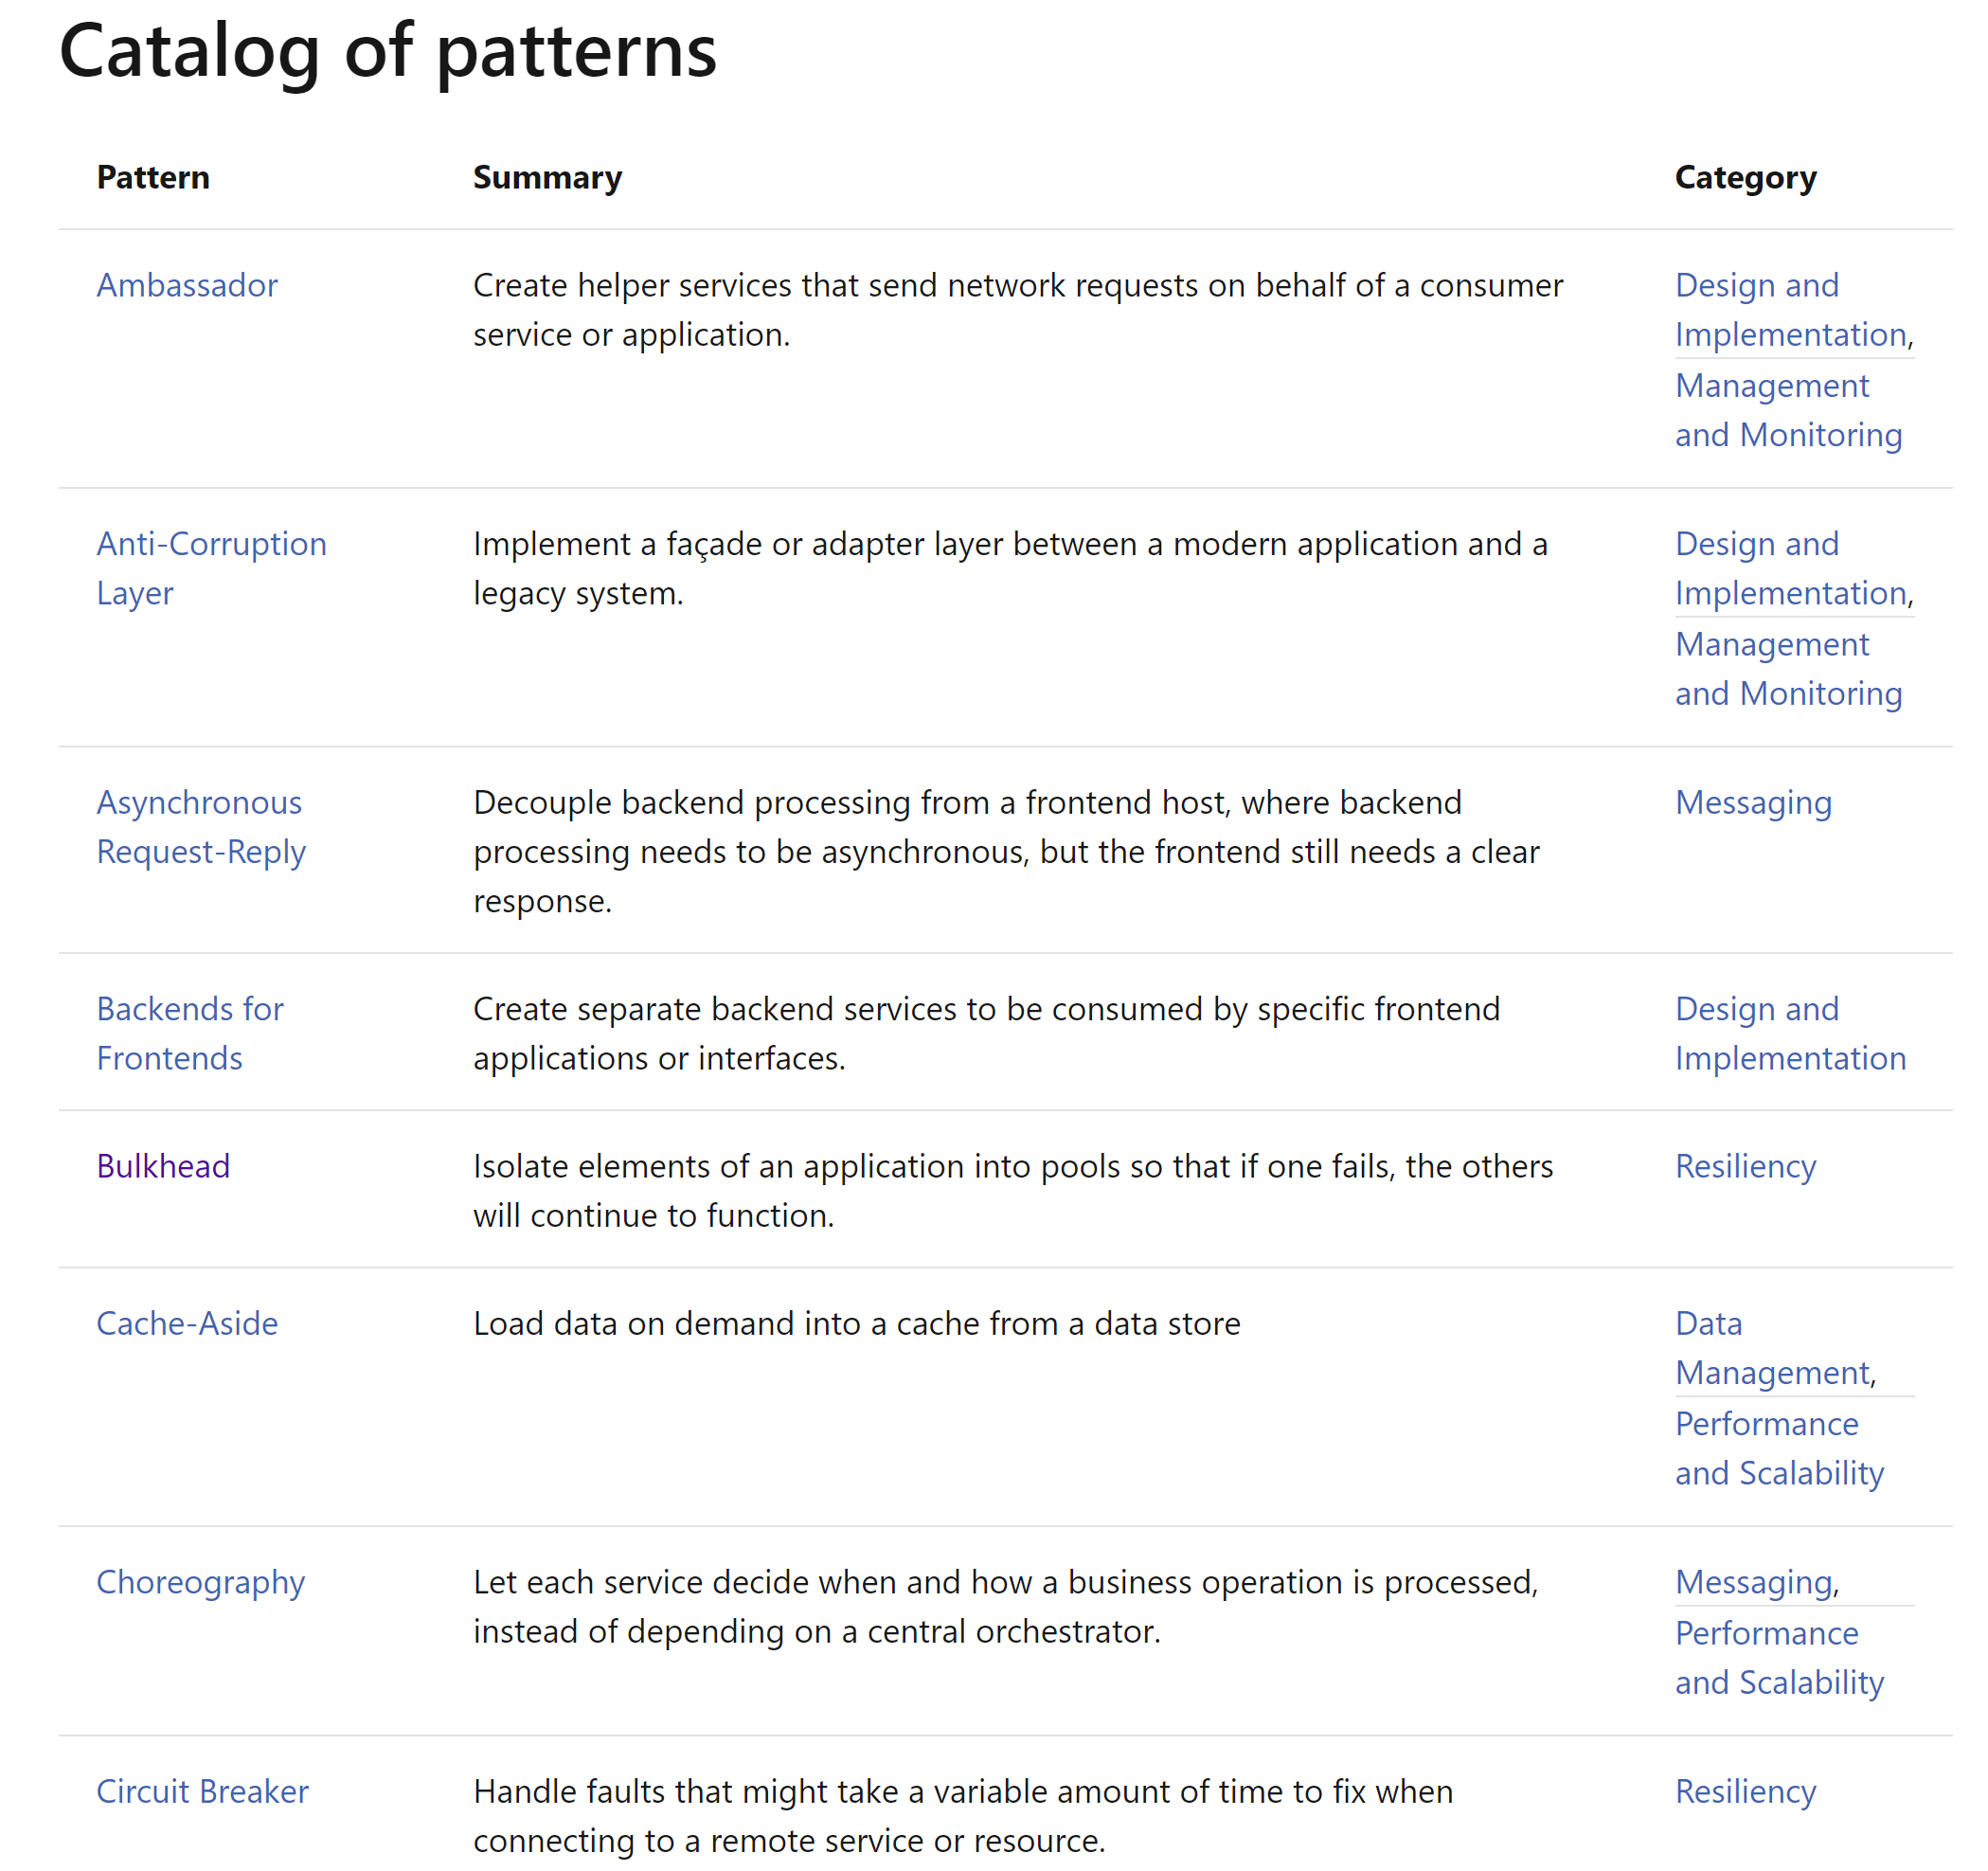 Catalog of patterns
Pattern
Summary
Category
Ambassador
Create helper services that send network requests on behalf of a consumer
service or application.
Design and
Implementation,
Management
and Monitoring
Anti-Corruption
Layer
Implement a façade or adapter layer between a modern application and a
legacy system.
Design and
Implementation,
Management
and Monitoring
Asynchronous
Request-Reply
Decouple backend processing from a frontend host, where backend
processing needs to be asynchronous, but the frontend still needs a clear
response.
Messaging
Backends for
Frontends
Create separate backend services to be consumed by specific frontend
applications or interfaces.
Design and
Implementation
Bulkhead
Isolate elements of an application into pools so that if one fails, the others
will continue to function.
Resiliency
Cache-Aside
Load data on demand into a cache from a data store
Data
Management,
Performance
and Scalability
Choreography
Let each service decide when and how a business operation is processed,
instead of depending on a central orchestrator.
Messaging,
Performance
and Scalability
Circuit Breaker
Handle faults that might take a variable amount of time to fix when
connecting to a remote service or resource.
Resiliency